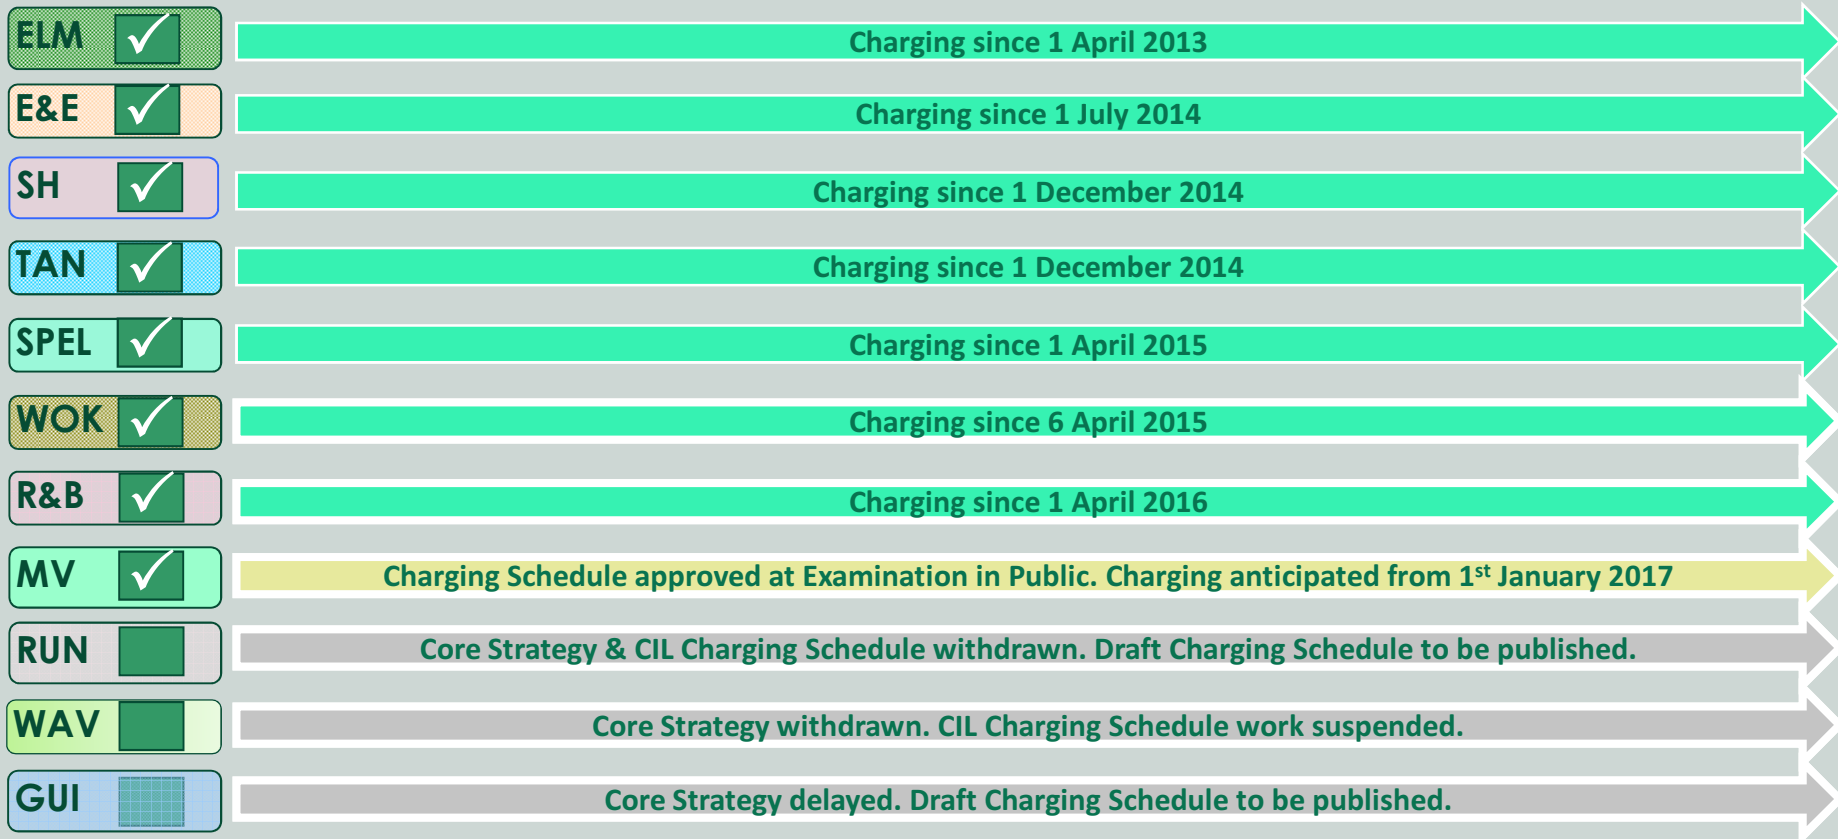 ELM Charging since 1 April 2013
E&E Charging since 1 July 2014
SH Charging since 1 December 2014
TAN Charging since 1 December 2014
SPEL Charging since 1 April 2015
WOK Charging since 6 April 2015
R&B Charging since 1 April 2016
MV Charging Schedule approved at Examination in Public. Charging anticipated from 1st January 2017
RUN Core Strategy & CIL Charging Schedule withdrawn. Draft Charging Schedule to be published.
WAV Core Strategy withdrawn. CIL Charging Schedule work suspended.
GUI Core Strategy delayed. Draft Charging Schedule to be published.